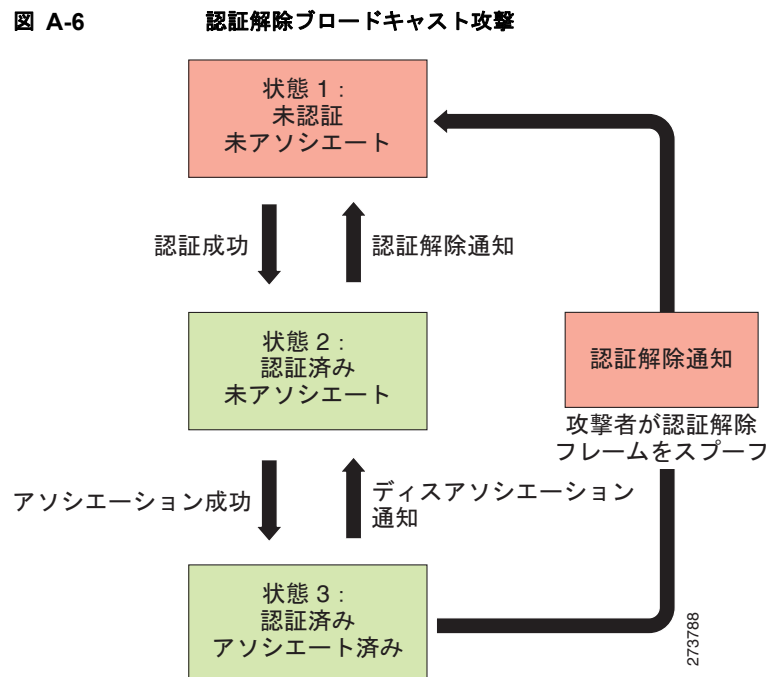 図 A-6 認証解除ブロードキャスト攻撃
状態 1：
未認証
未アソシエート
認証成功
認証解除通知
状態 2：
認証済み
未アソシエート
認証解除通知
攻撃者が認証解除
フレームをスプーフ
アソシエーション成功
ディスアソシエーション
通知
状態 3：
認証済み
アソシエート済み
273788